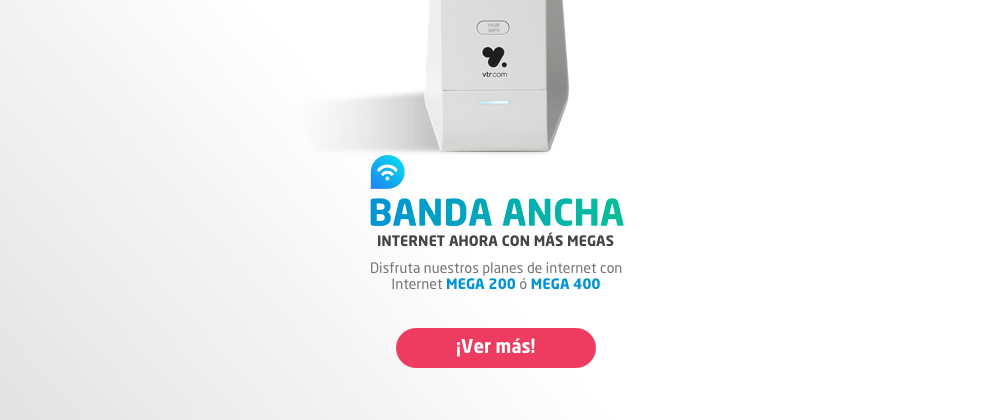 PAIR
WPS
vtr.com
BANDA ANCHA
INTERNET AHORA CON MÁS MEGAS
Disfruta nuestros planes de internet con
Internet MEGA 200 ó MEGA 400
¡Ver más!